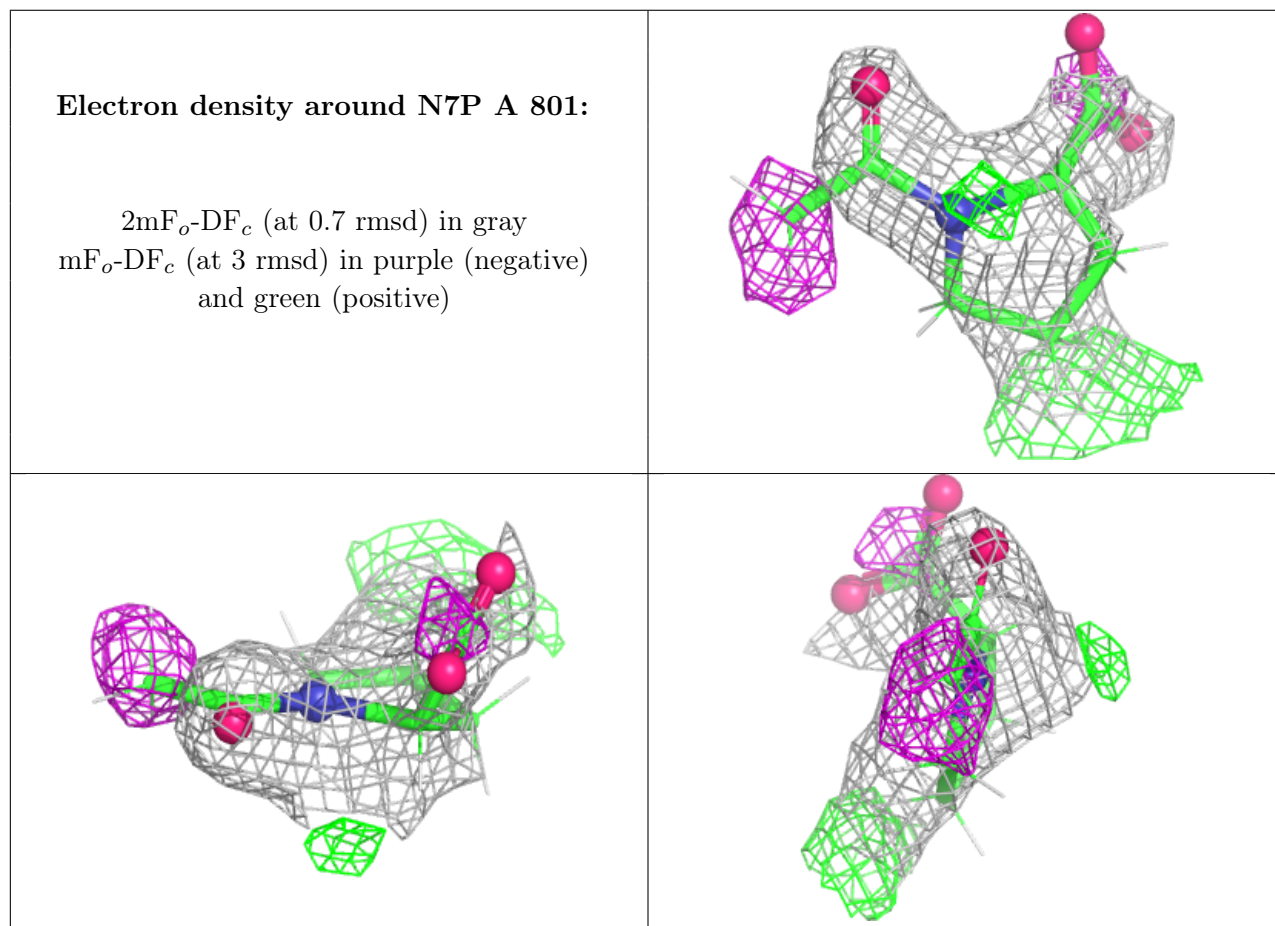 Electron density around N7P A 801:
2mFo-DFc (at 0.7 rmsd) in gray
mFo-DFc (at 3 rmsd) in purple (negative)
and green (positive)